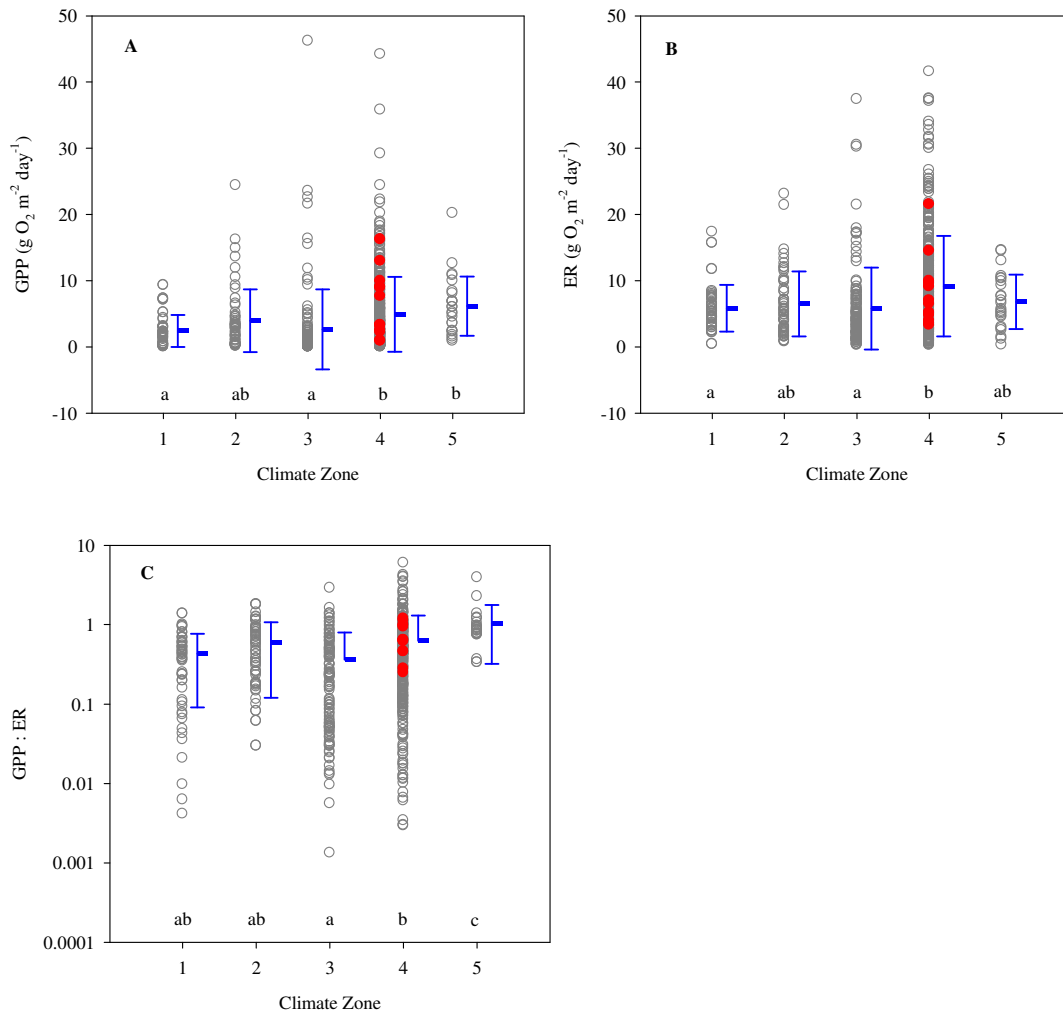 A
GPP (g O2 m-2 day-1)
50
40
30
20
10
0
-10
a ab a b b
1 2 3 4 5
Climate Zone
B
ER (g O2 m-2 day-1)
50
40
30
20
10
0
-10
a ab a b ab
1 2 3 4 5
Climate Zone
C
GPP : ER
10
1
0.1
0.01
0.001
0.0001
ab ab a b c
1 2 3 4 5
Climate Zone